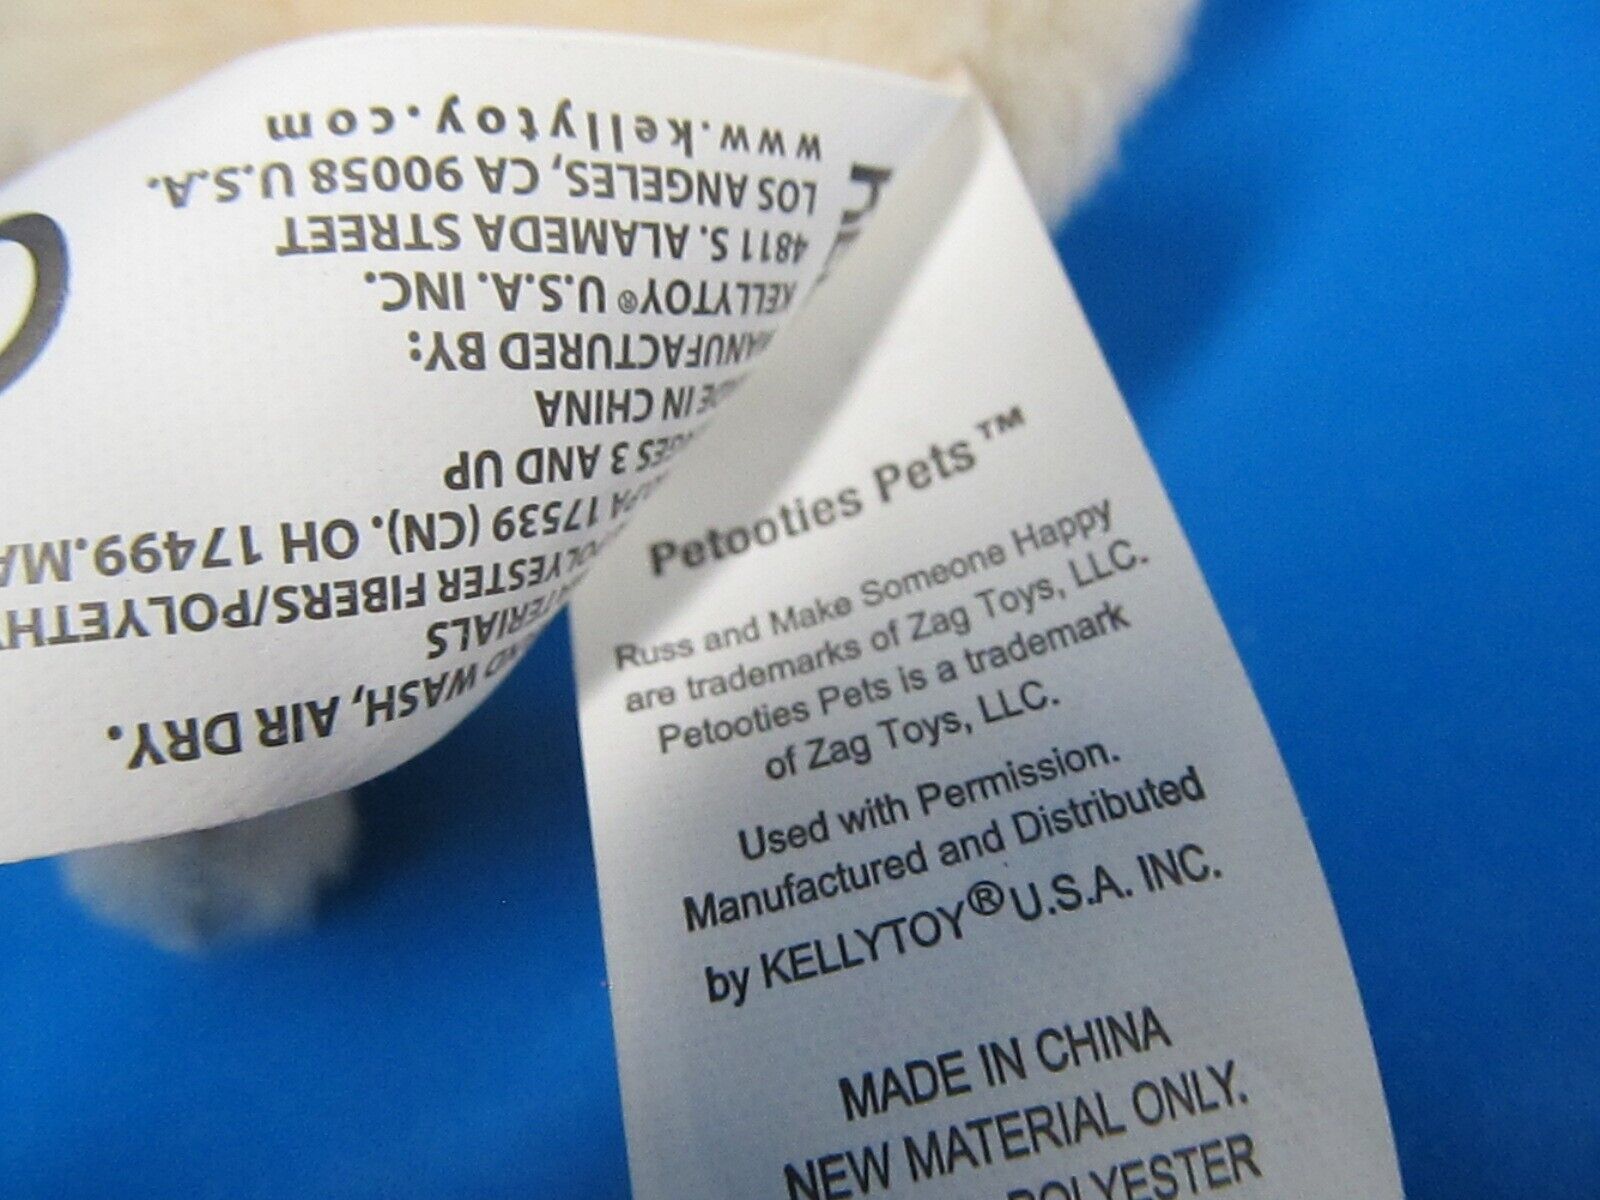 Petooties Pets™
Russ and Make Someone Happy
are trademarks of Zag Toys, LLC.
Petooties Pets is a trademark
of Zag Toys, LLC.
Used with Permission.
Manufactured and Distributed
by KELLYTOY® U.S.A. INC.
MADE IN CHINA
NEW MATERIAL ONLY.
POLYESTER
WASH, AIR DRY.
POLYESTER FIBERS/POLYETHY
17539 (CN). OH 17499.MA
3 AND UP
IN CHINA
MANUFACTURED BY:
KELLYTOY® U.S.A. INC.
4811 S. ALAMEDA STREET
LOS ANGELES, CA 90058 U.S.A.
www.kellytoy.com